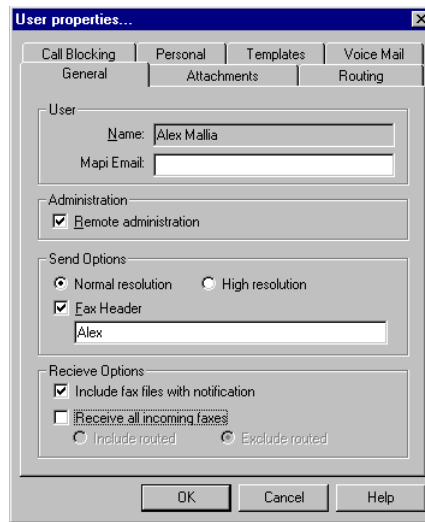 User properties...
Call Blocking Personal Templates Voice Mail
General Attachments Routing
User
Name: Alex Mallia
Mapi Email:
Administration
Remote administration
Send Options
Normal resolution High resolution
Fax Header
Alex
Recieve Options
Include fax files with notification
Receive all incoming faxes
Include routed Exclude routed
OK Cancel Help